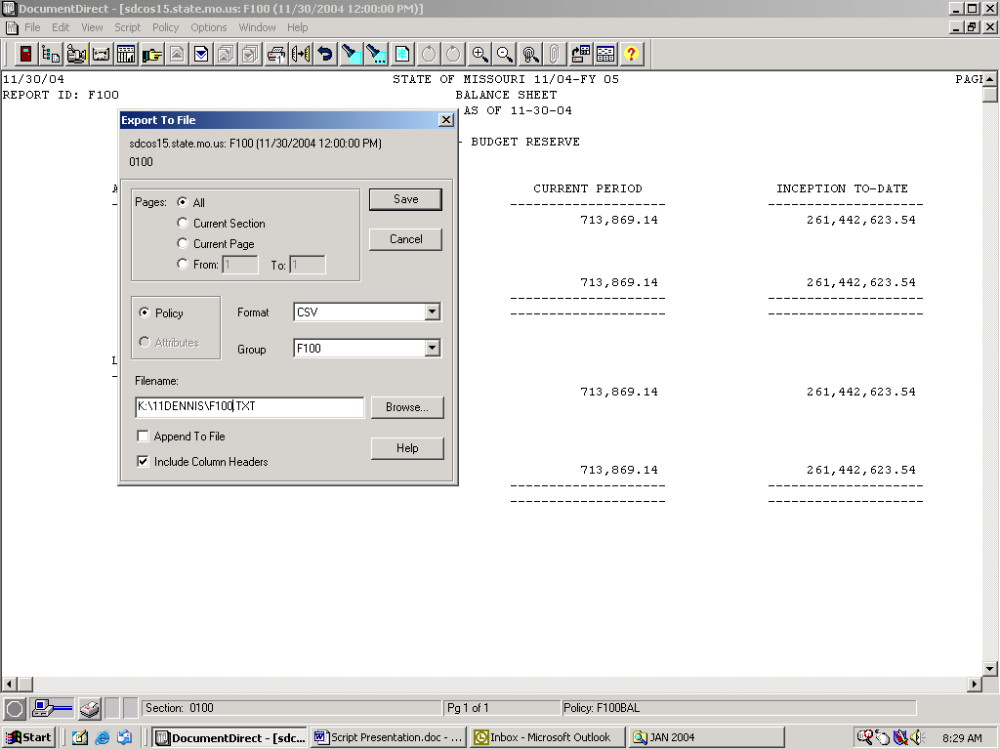 DocumentDirect - [sdcos15.state.mo.us: F100 (11/30/2004 12:00:00 PM)]
File Edit View Script Policy Options Window Help
11/30/04 STATE OF MISSOURI 11/04-FY 05 PAGE
REPORT ID: F100 BALANCE SHEET
AS OF 11-30-04
- BUDGET RESERVE
CURRENT PERIOD INCEPTION TO-DATE
713,869.14 261,442,623.54
713,869.14 261,442,623.54
713,869.14 261,442,623.54
713,869.14 261,442,623.54
Export To File
sdcos15.state.mo.us: F100 (11/30/2004 12:00:00 PM)
0100
Pages: All
Current Section
Current Page
From: 1 To: 1
Save
Cancel
Policy
Attributes
Format CSV
Group F100
Filename:
K:\11DENNIS\F100.TXT
Browse...
Append To File
Include Column Headers
Help
Section: 0100 Pg 1 of 1 Policy: F100BAL
Start DocumentDirect - [sdc... Script Presentation.doc - ... Inbox - Microsoft Outlook JAN 2004 8:29 AM